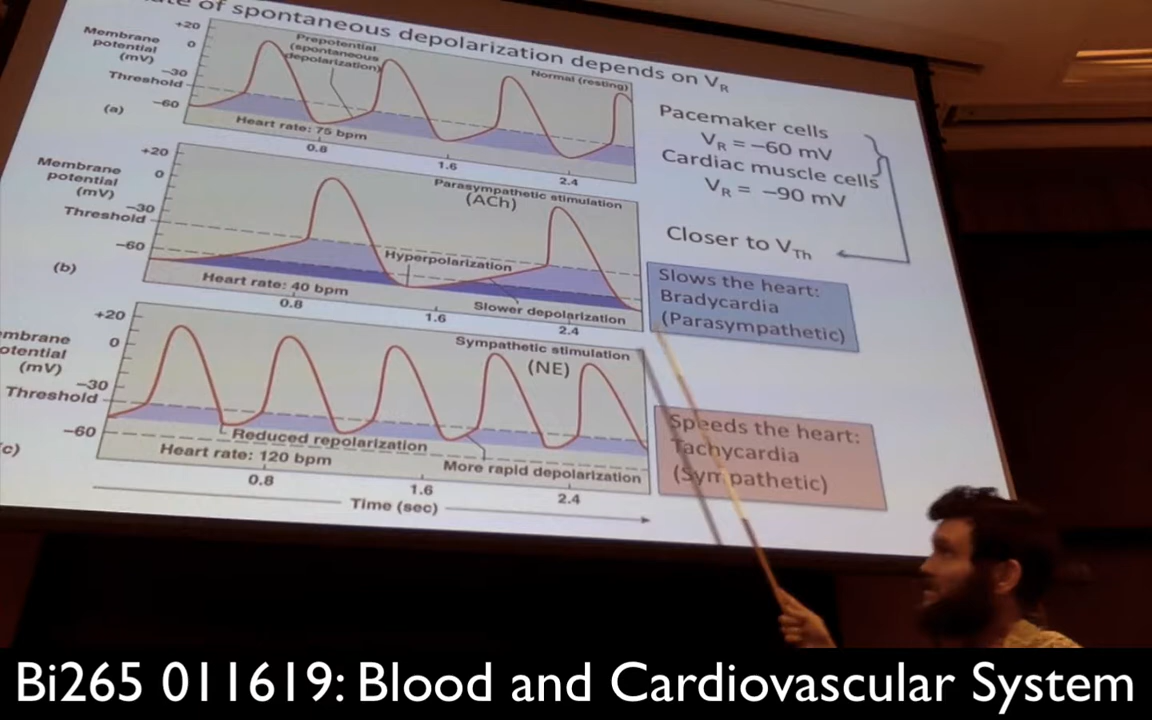 of spontaneous depolarization depends on VR
+20
Membrane
potential
(mV)
0
−30
Threshold
−60
(a)
Prepotential
(spontaneous
depolarization)
Normal (resting)
Heart rate: 75 bpm
0.8
1.6
2.4
Pacemaker cells
VR = −60 mV
Cardiac muscle cells
VR = −90 mV
Closer to VTh
+20
Membrane
potential
(mV)
0
−30
Threshold
−60
(b)
Parasympathetic stimulation
(ACh)
Hyperpolarization
Heart rate: 40 bpm
Slower depolarization
0.8
1.6
2.4
Slows the heart:
Bradycardia
(Parasympathetic)
+20
mbrane
otential
(mV)
0
−30
Threshold
−60
c)
Sympathetic stimulation
(NE)
Reduced repolarization
Heart rate: 120 bpm
More rapid depolarization
0.8
1.6
2.4
Time (sec)
Speeds the heart:
Tachycardia
(Sympathetic)
Bi265 011619: Blood and Cardiovascular System